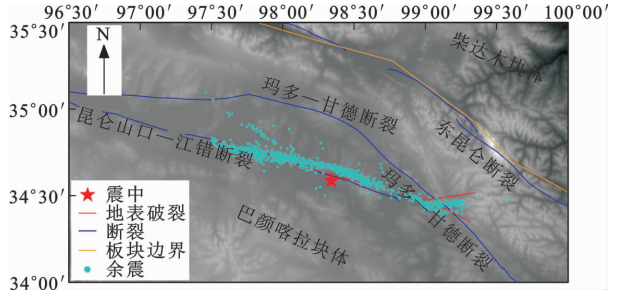 96°30′ 97°00′ 97°30′ 98°00′ 98°30′ 99°00′ 99°30′ 100°00′
35°30′
N
柴达木块体
35°00′
玛多—甘德断裂
昆仑山口—江错断裂
东昆仑断裂
34°30′
玛多—甘德断裂
巴颜喀拉块体
34°00′
震中
地表破裂
断裂
板块边界
余震